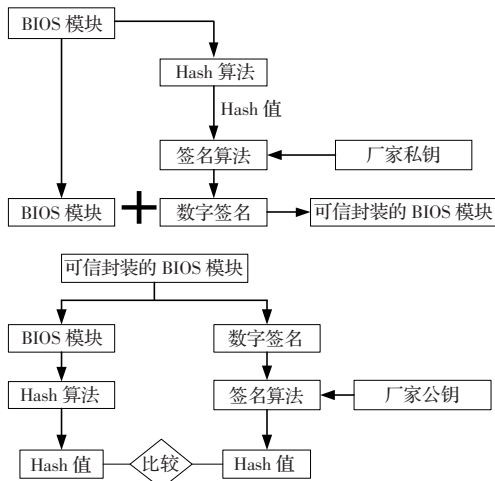 BIOS 模块
Hash 算法
Hash 值
签名算法
厂家私钥
BIOS 模块
数字签名
可信封装的 BIOS 模块
可信封装的 BIOS 模块
BIOS 模块
数字签名
Hash 算法
签名算法
厂家公钥
Hash 值
比较
Hash 值